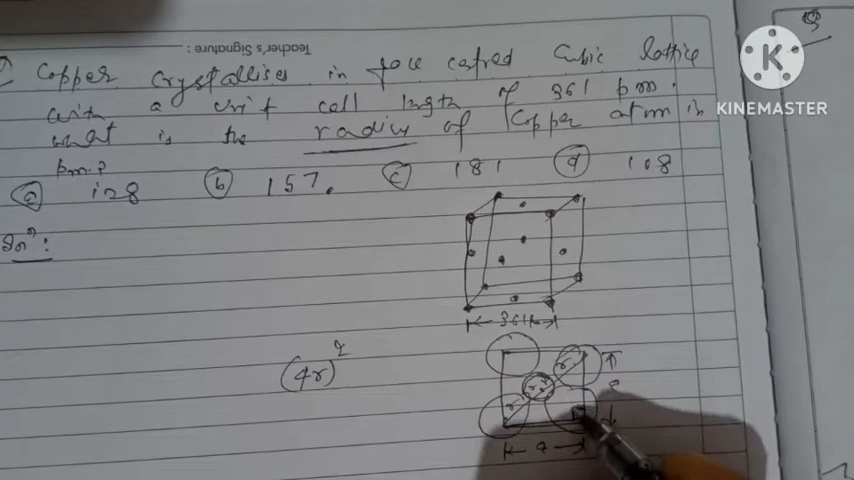 Teacher's Signature :
Copper crystallises in face centred cubic lattice
with a unit cell length of 361 pm.
what is the radius of Copper atom in
pm?
(a) 128 (b) 157. (c) 181 (d) 108
Solⁿ:
361
(4r)²
r
r
a
K
KINEMASTER